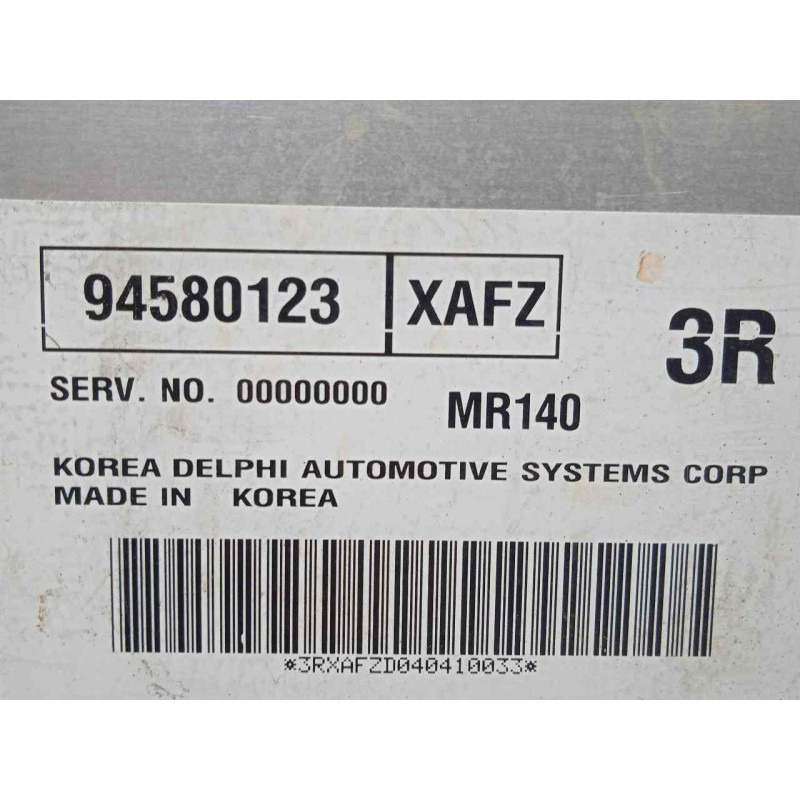 94580123 XAFZ
3R
SERV. NO. 00000000 MR140
KOREA DELPHI AUTOMOTIVE SYSTEMS CORP
MADE IN KOREA
*3RXAFZD040410033*